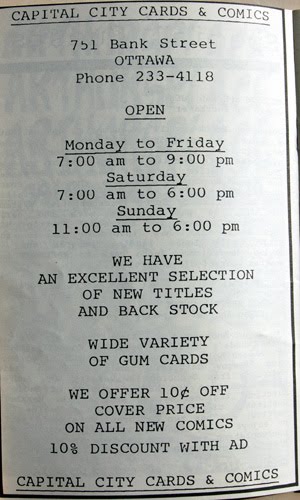 CAPITAL CITY CARDS & COMICS
751 Bank Street
OTTAWA
Phone 233-4118
OPEN
Monday to Friday
7:00 am to 9:00 pm
Saturday
7:00 am to 6:00 pm
Sunday
11:00 am to 6:00 pm
WE HAVE
AN EXCELLENT SELECTION
OF NEW TITLES
AND BACK STOCK
WIDE VARIETY
OF GUM CARDS
WE OFFER 10¢ OFF
COVER PRICE
ON ALL NEW COMICS
10% DISCOUNT WITH AD
CAPITAL CITY CARDS & COMICS